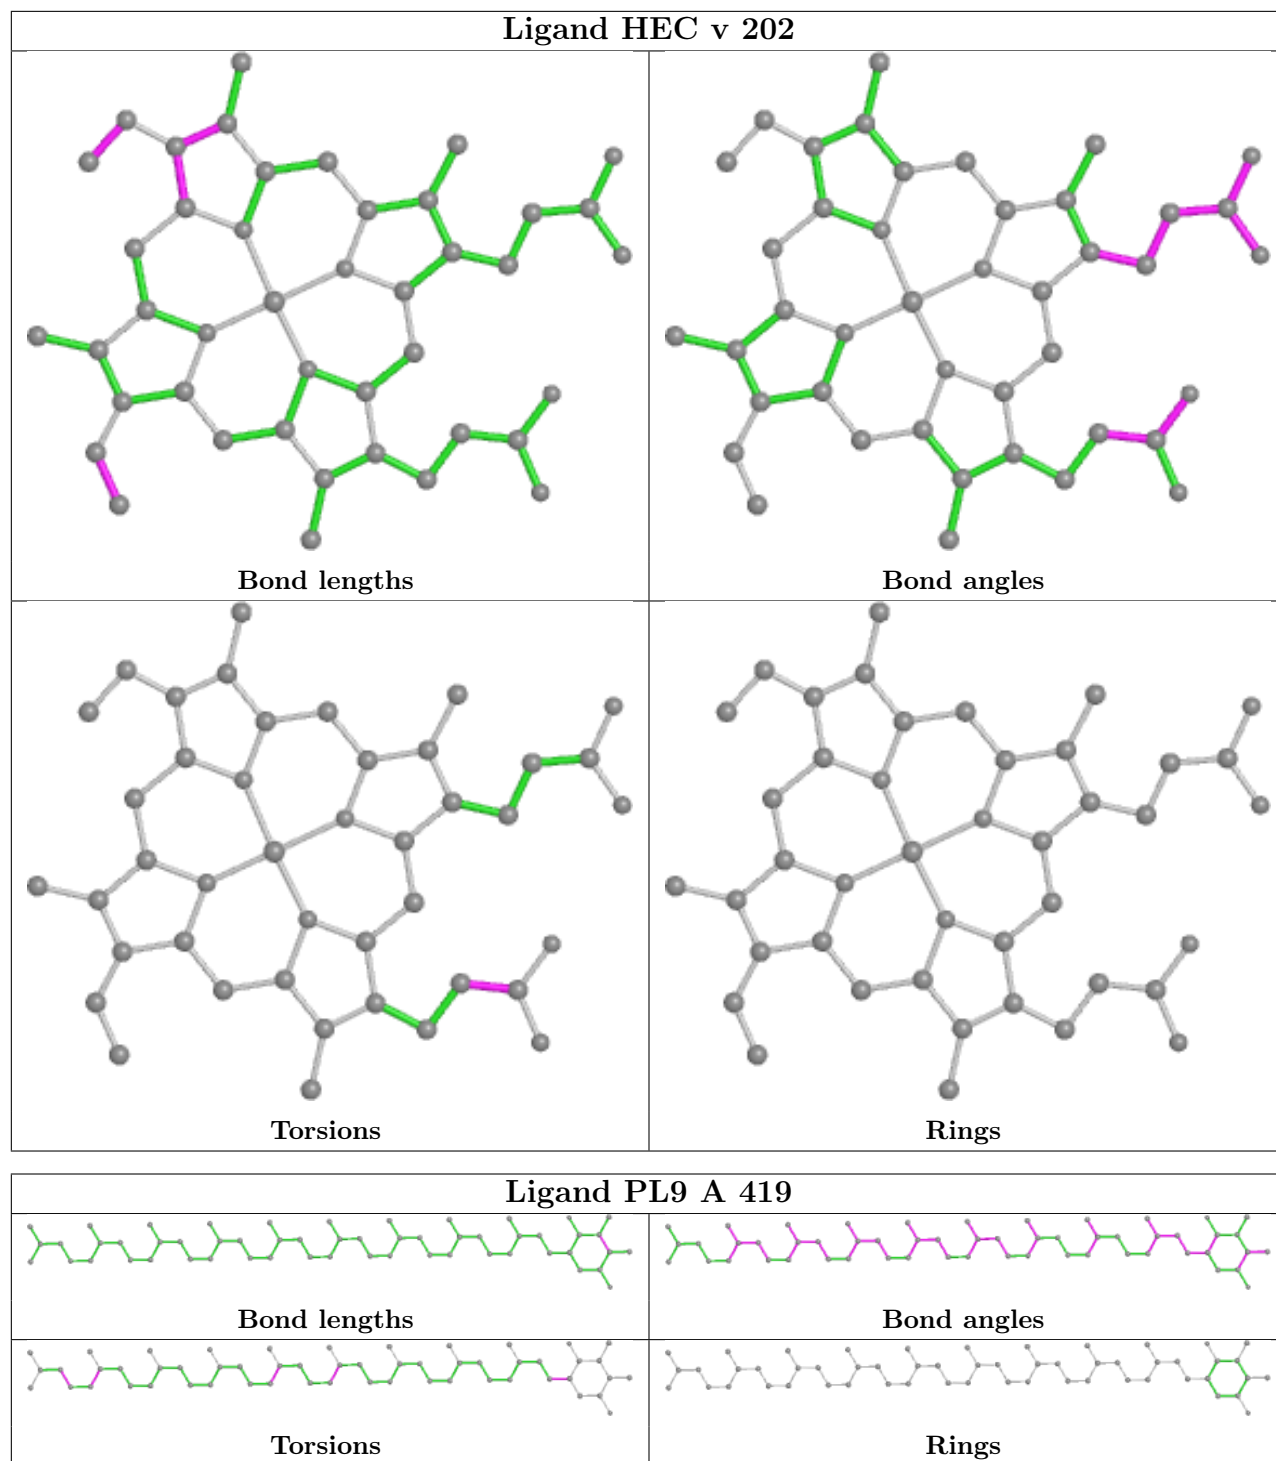 Ligand HEC v 202
Bond lengths
Bond angles
Torsions
Rings
Ligand PL9 A 419
Bond lengths
Bond angles
Torsions
Rings